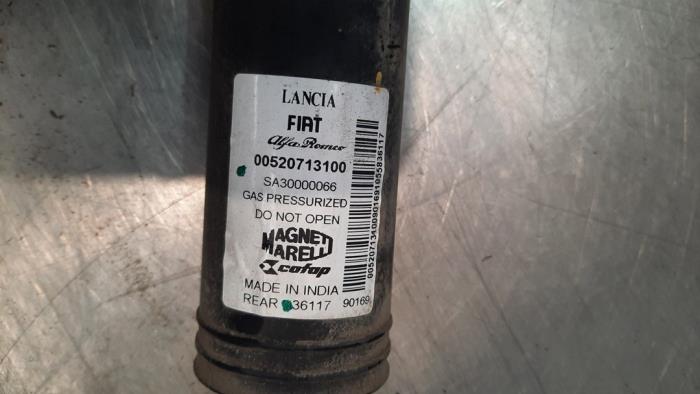 LANCIA
FIAT
Alfa Romeo
00520713100
SA30000066
GAS PRESSURIZED
DO NOT OPEN
MAGNETI
MARELLI
cofap
MADE IN INDIA
REAR 36117 90169